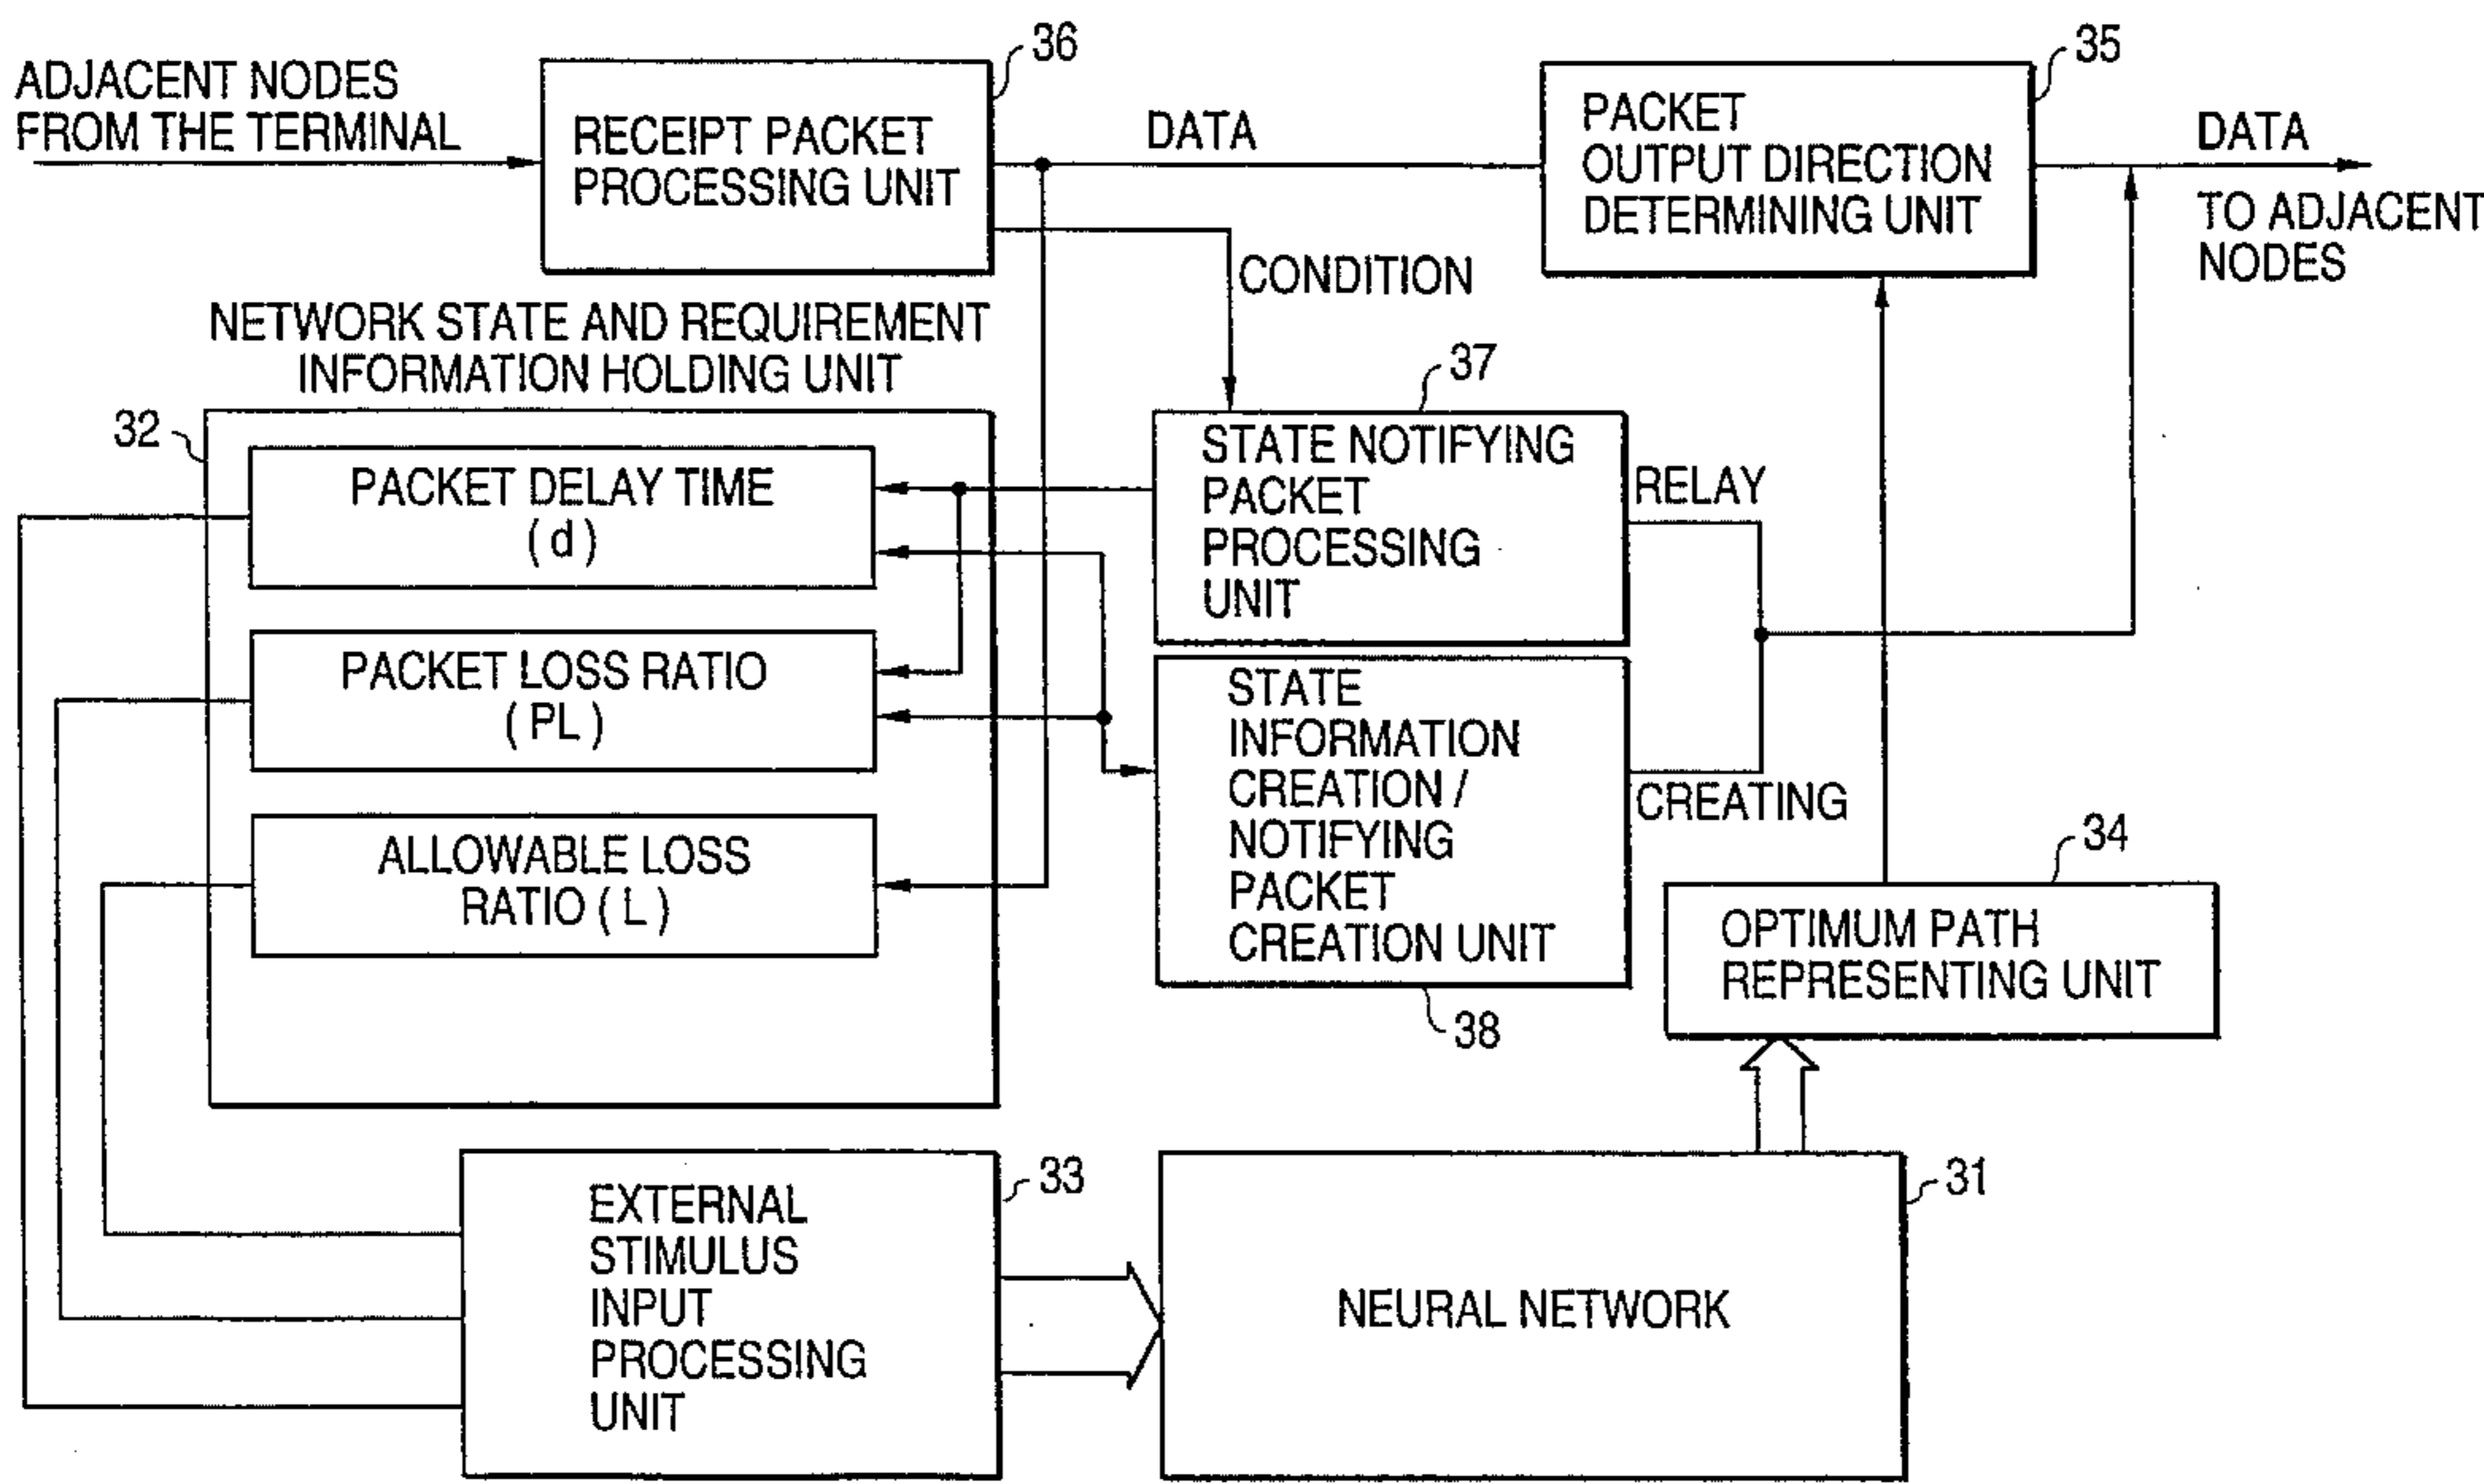 ADJACENT NODES
FROM THE TERMINAL
36
RECEIPT PACKET
PROCESSING UNIT
DATA
CONDITION
35
PACKET
OUTPUT DIRECTION
DETERMINING UNIT
DATA
TO ADJACENT
NODES
NETWORK STATE AND REQUIREMENT
INFORMATION HOLDING UNIT
32
PACKET DELAY TIME
( d )
PACKET LOSS RATIO
( PL )
ALLOWABLE LOSS
RATIO ( L )
37
STATE NOTIFYING
PACKET
PROCESSING
UNIT
RELAY
STATE
INFORMATION
CREATION /
NOTIFYING
PACKET
CREATION UNIT
CREATING
38
34
OPTIMUM PATH
REPRESENTING UNIT
33
EXTERNAL
STIMULUS
INPUT
PROCESSING
UNIT
31
NEURAL NETWORK